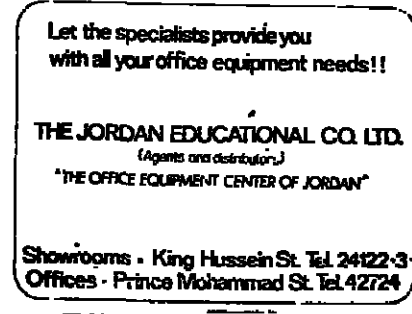 Let the specialists provide you
with all your office equipment needs!!
THE JORDAN EDUCATIONAL CO. LTD.
(Agents and distributors)
"THE OFFICE EQUIPMENT CENTER OF JORDAN"
Showrooms - King Hussein St. Tel. 24122-3
Offices - Prince Mohammad St. Tel. 42724